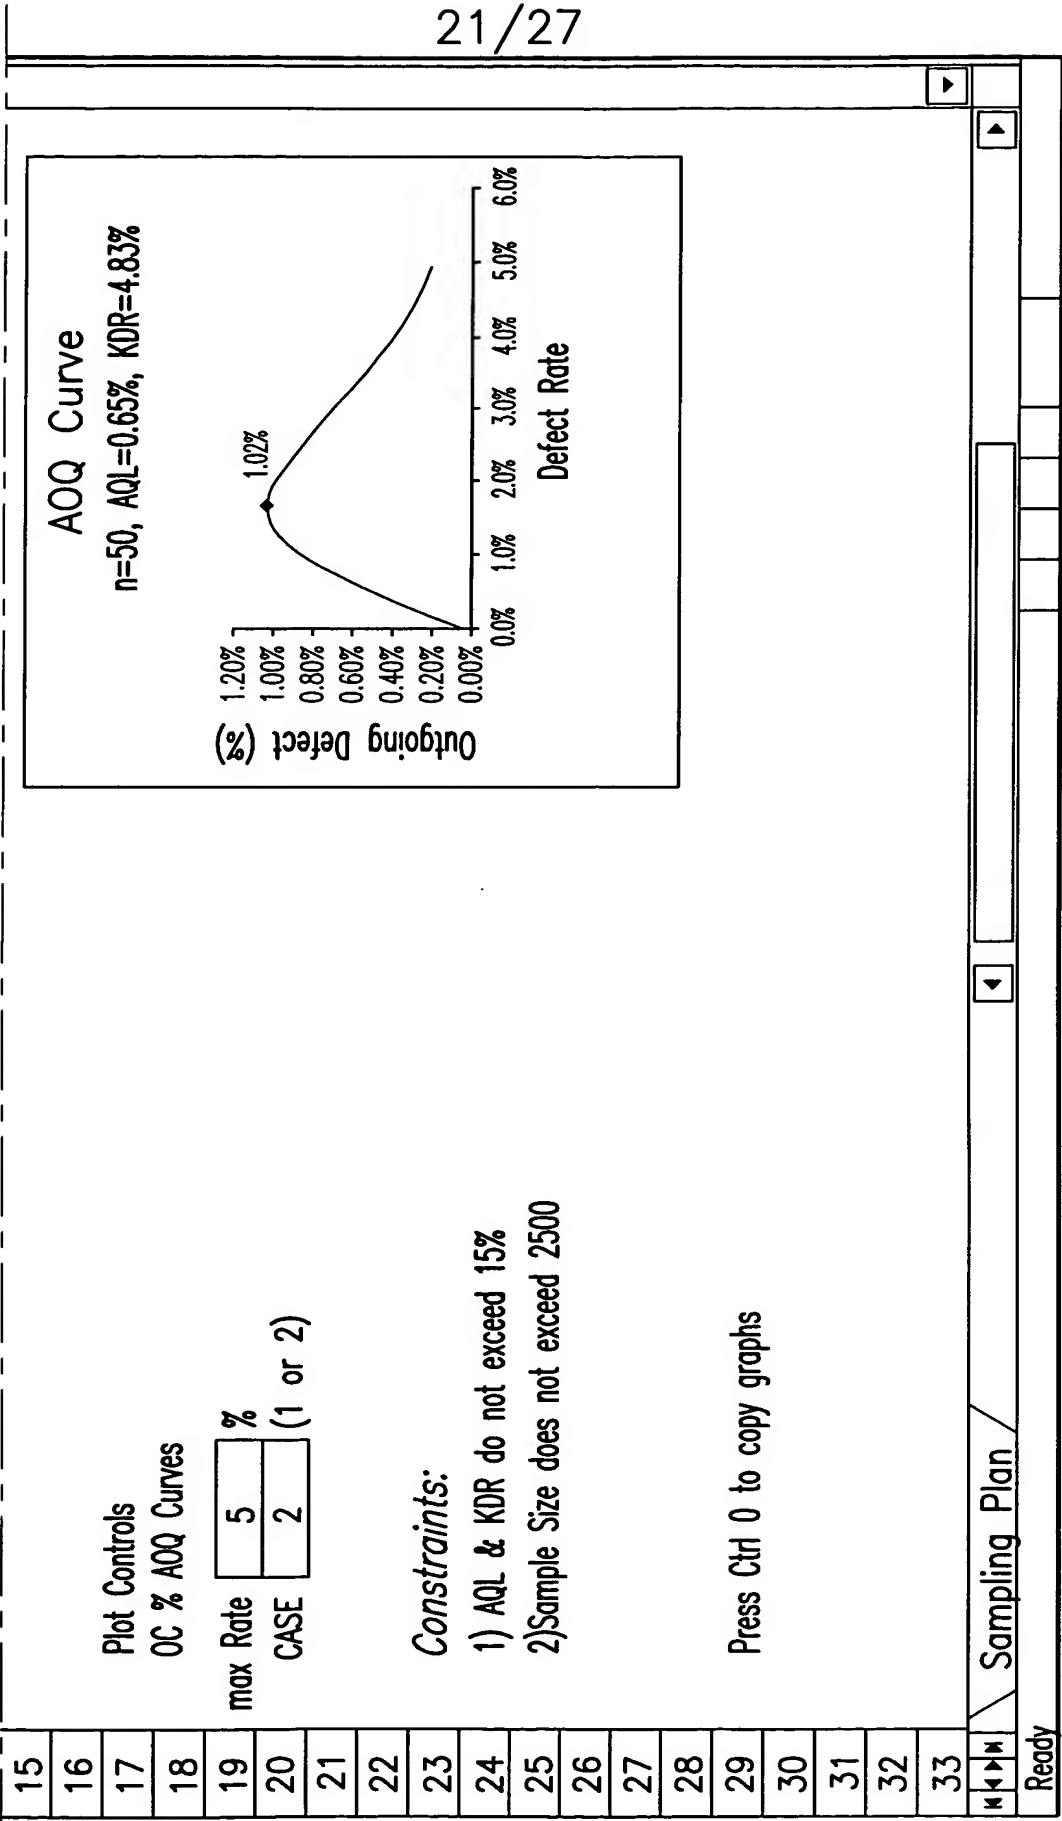 21/27
15
16
17
18
19
20
21
22
23
24
25
26
27
28
29
30
31
32
33
Plot Controls
OC % AOQ Curves
max Rate 5 %
CASE 2 (1 or 2)
Constraints:
1) AQL & KDR do not exceed 15%
2)Sample Size does not exceed 2500
Press Ctrl O to copy graphs
AOQ Curve
n=50, AQL=0.65%, KDR=4.83%
Outgoing Defect (%)
1.20%
1.00%
0.80%
0.60%
0.40%
0.20%
0.00%
1.02%
0.0% 1.0% 2.0% 3.0% 4.0% 5.0% 6.0%
Defect Rate
Sampling Plan
Ready